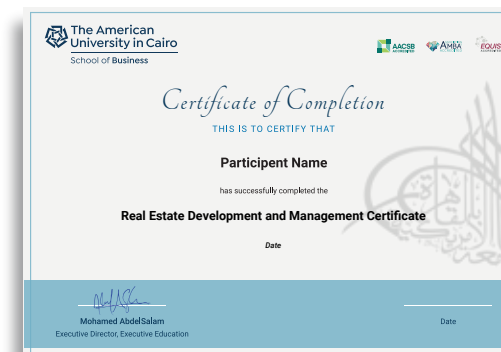 The American
University in Cairo
School of Business
AACSB
ACCREDITED
AMBA
EQUIS
Certificate of Completion
THIS IS TO CERTIFY THAT
Participent Name
has successfully completed the
Real Estate Development and Management Certificate
Date
Mohamed AbdelSalam
Executive Director, Executive Education
Date